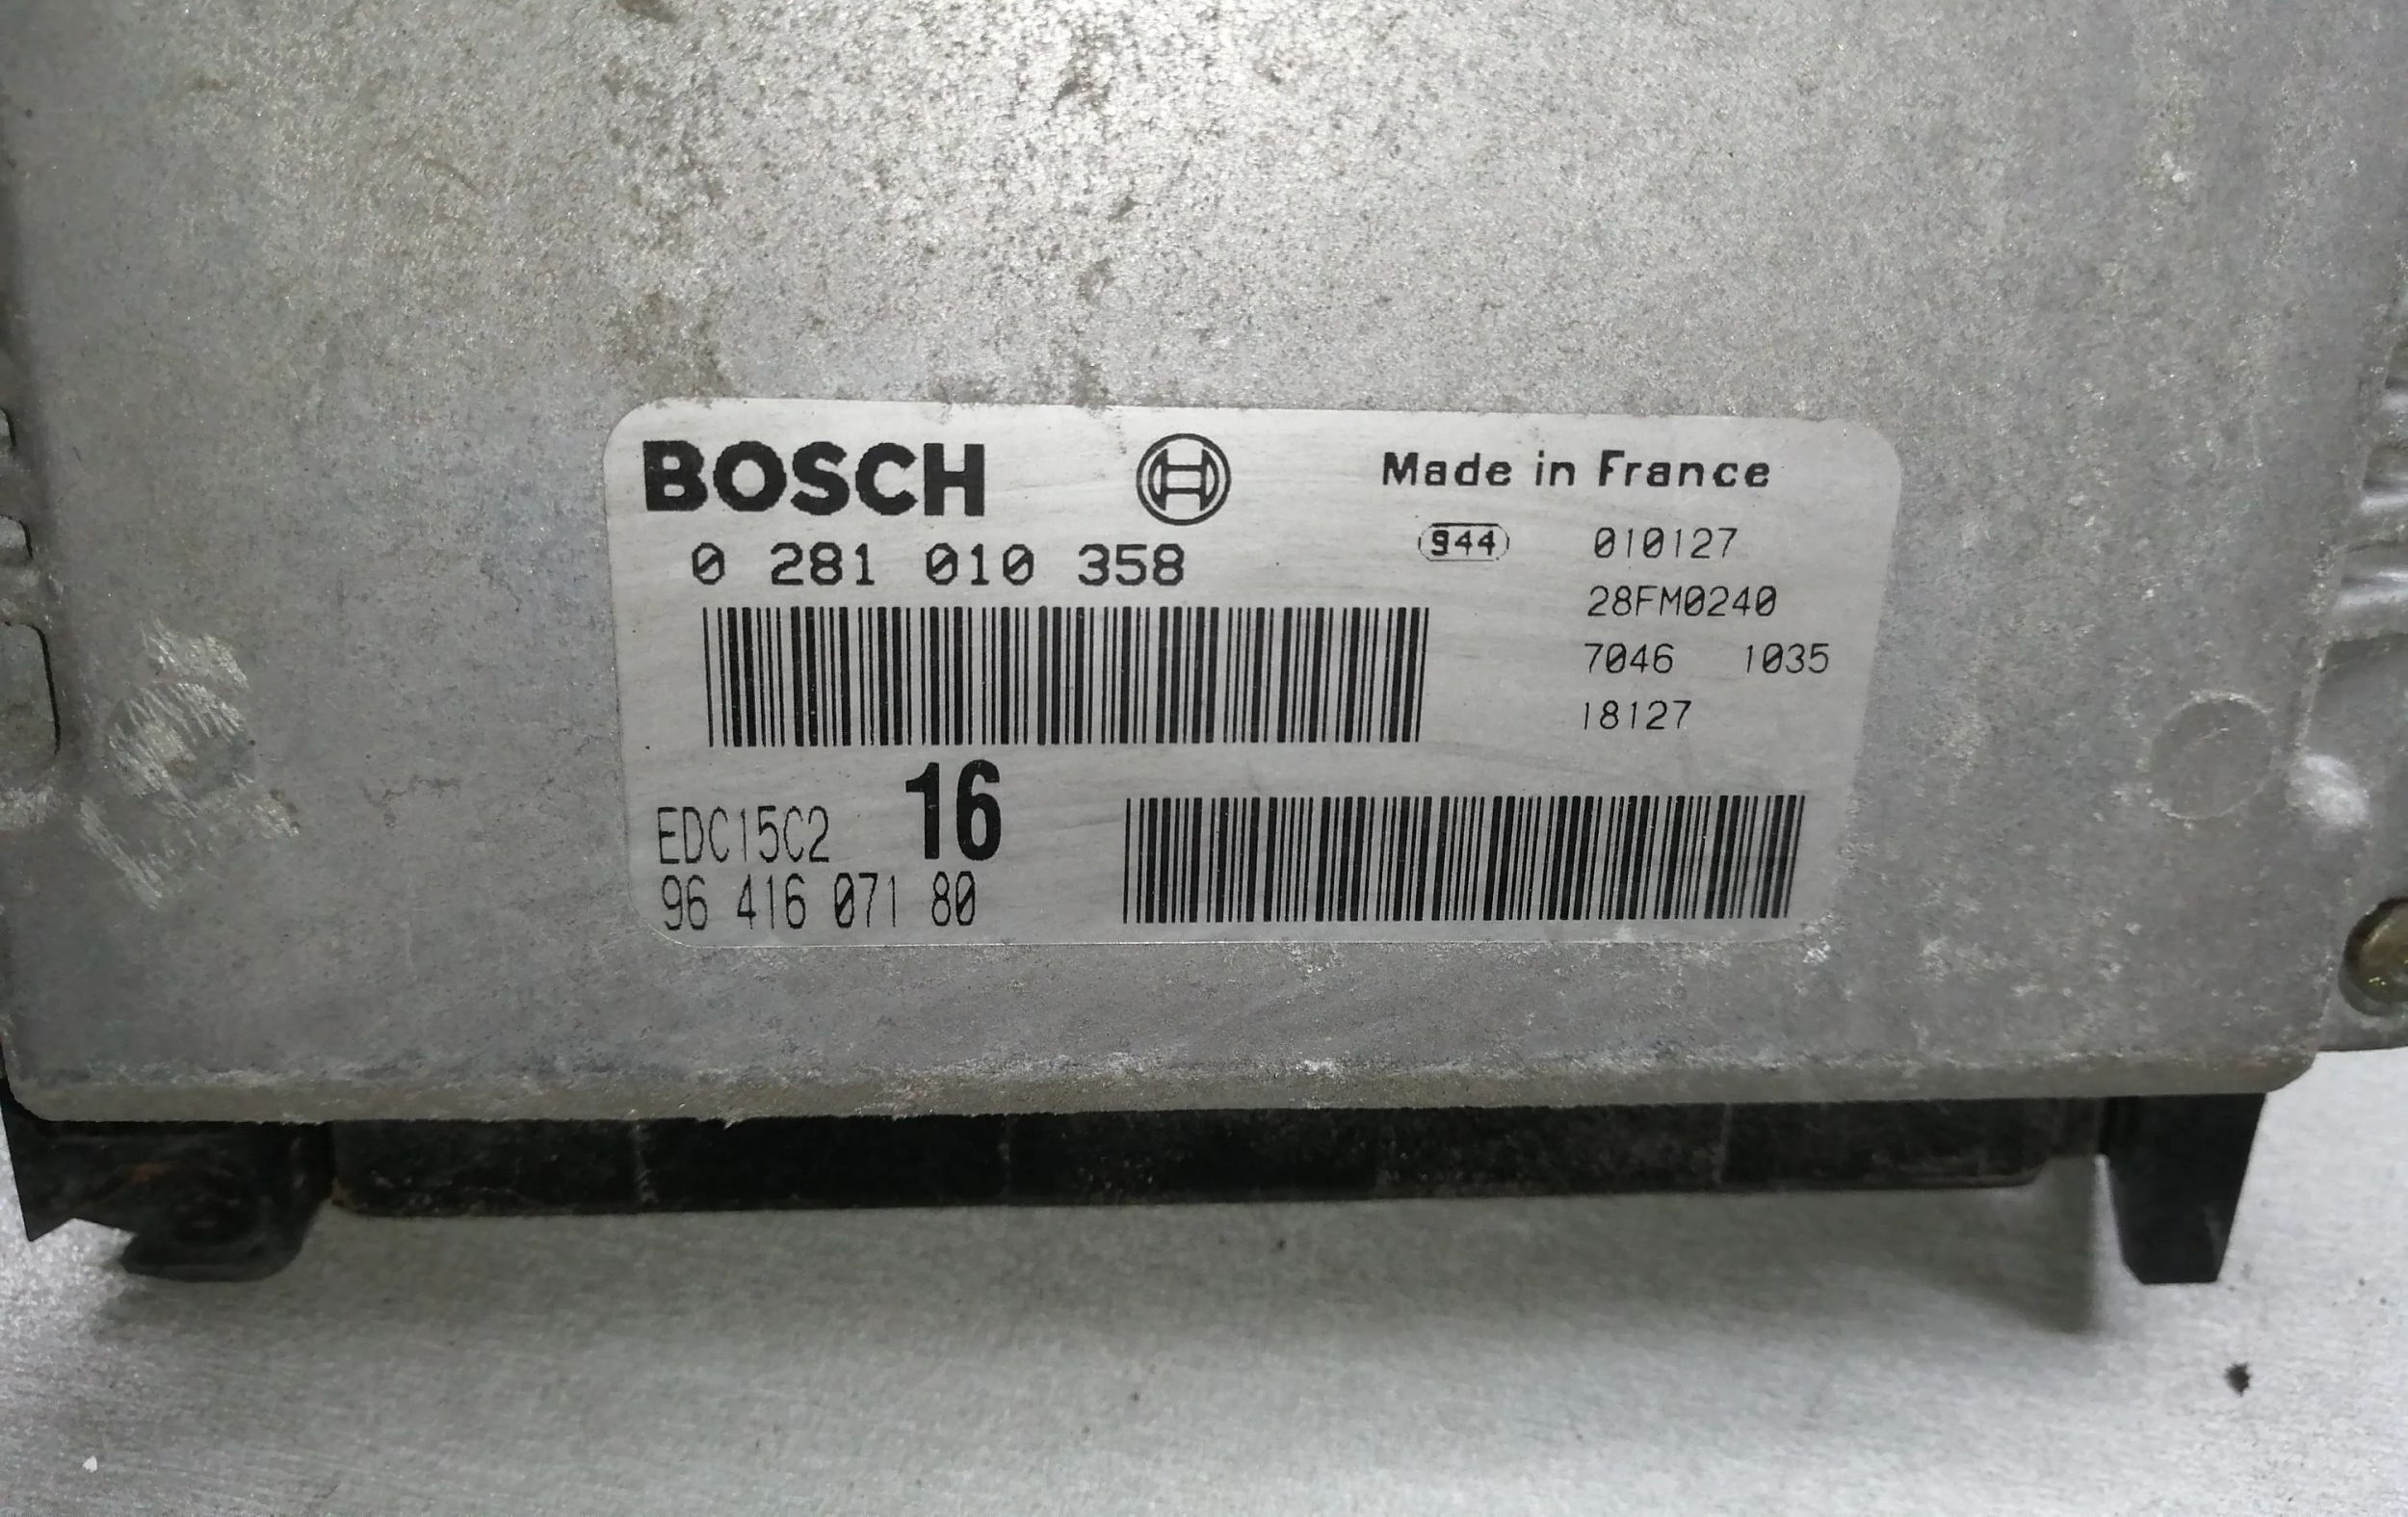 BOSCH
Made in France
0 281 010 358
944 010127
28FM0240
7046 1035
18127
EDC15C2 16
96 416 071 80